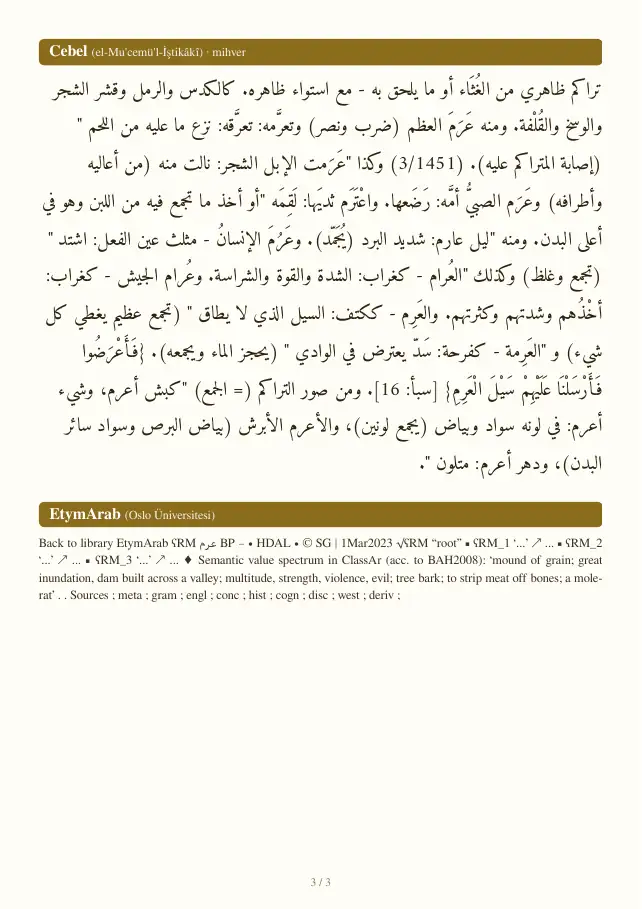 Cebel (el-Mu'cemü'l-İştikâkî) · mihver
تراكم ظاهري من الغُثَاء أو ما يلحق به - مع استواء ظاهره. كالكدس والرمل وقشر الشجر
والوسخ والقُلْفة. ومنه عَرَمَ العظم (ضرب ونصر) وتعرَّمه: تعرَّقه: نزع ما عليه من اللحم "
(إصابة المتراكم عليه). (3/1451) وكذا "عَرَمت الإبل الشجر: نالت منه (من أعاليه
وأطرافه) وعَرَم الصبيُّ أمَّه: رَضَعها. واعْتَرَم ثديَها: لَقِمَه "أو أخذ ما تجمع فيه من اللبن وهو في
أعلى البدن. ومنه "ليل عارم: شديد البرد (يُجَمّد). وعَرُمَ الإنسانُ - مثلث عين الفعل: اشتد "
(تجمع وغلظ) وكذلك "العُرام - كغراب: الشدة والقوة والشراسة. وعُرام الجيش - كغراب:
أخْذُهم وشدتهم وكثرتهم. والعَرِم - ككتف: السيل الذي لا يطاق " (تجمع عظيم يغطي كل
شيء) و "العَرِمة - كفرحة: سَدّ يعترض في الوادي " (يحجز الماء ويجمعه). {فَأَعْرَضُوا
فَأَرْسَلْنَا عَلَيْهِمْ سَيْلَ الْعَرِمِ} [سبأ: 16]. ومن صور التراكم (= الجمع) "كبش أعرم، وشيء
أعرم: في لونه سواد وبياض (يجمع لونين)، والأعرم الأبرش (بياض البرص وسواد سائر
البدن)، ودهر أعرم: متلون ".
EtymArab (Oslo Üniversitesi)
Back to library EtymArab ʕRM عرم BP – • HDAL • © SG | 1Mar2023 √ʕRM “root” ▪ ʕRM_1 ‘...’ ↗ ... ▪ ʕRM_2
‘...’ ↗ ... ▪ ʕRM_3 ‘...’ ↗ ... ♦ Semantic value spectrum in ClassAr (acc. to BAH2008): ‘mound of grain; great
inundation, dam built across a valley; multitude, strength, violence, evil; tree bark; to strip meat off bones; a mole-
rat’ . . Sources ; meta ; gram ; engl ; conc ; hist ; cogn ; disc ; west ; deriv ;
3 / 3